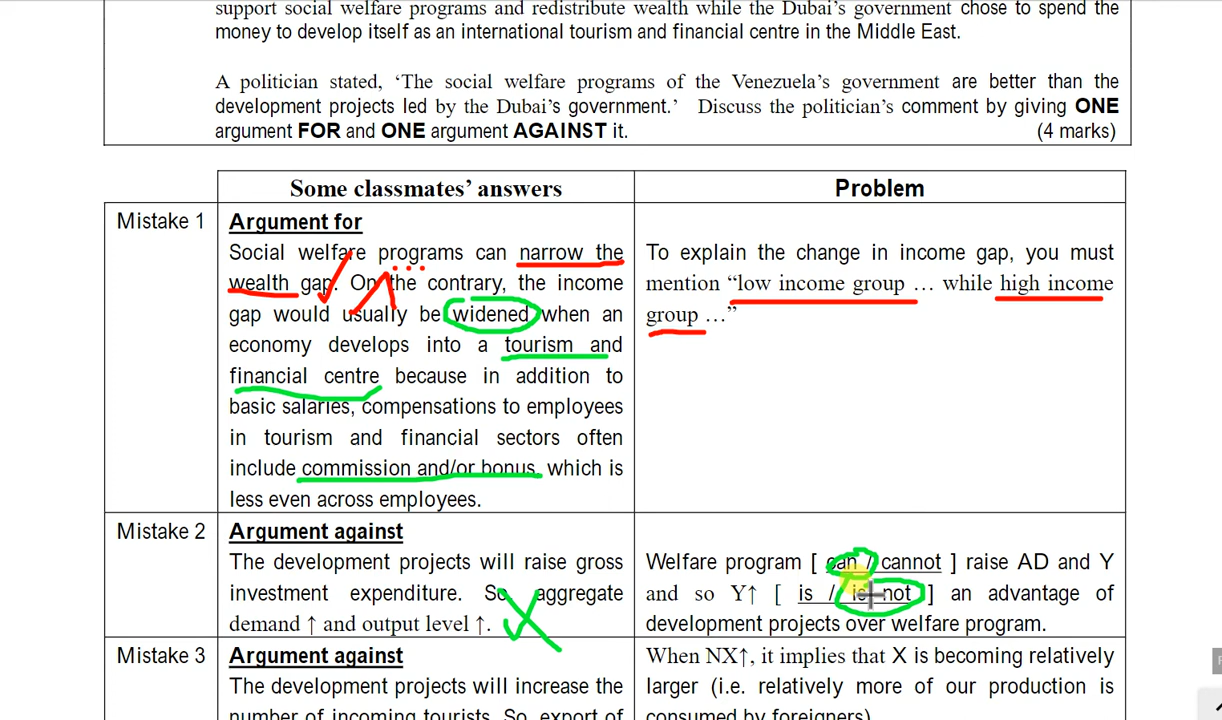 support social welfare programs and redistribute wealth while the Dubai's government chose to spend the
money to develop itself as an international tourism and financial centre in the Middle East.
A politician stated, 'The social welfare programs of the Venezuela's government are better than the
development projects led by the Dubai's government.' Discuss the politician's comment by giving ONE
argument FOR and ONE argument AGAINST it. (4 marks)
Some classmates' answers Problem
Mistake 1 Argument for
Social welfare programs can narrow the
wealth gap. On the contrary, the income
gap would usually be widened when an
economy develops into a tourism and
financial centre because in addition to
basic salaries, compensations to employees
in tourism and financial sectors often
include commission and/or bonus, which is
less even across employees.
To explain the change in income gap, you must
mention “low income group … while high income
group …”
Mistake 2 Argument against
The development projects will raise gross
investment expenditure. So, aggregate
demand ↑ and output level ↑.
Welfare program [ can / cannot ] raise AD and Y
and so Y↑ [ is / is not ] an advantage of
development projects over welfare program.
Mistake 3 Argument against
The development projects will increase the
number of incoming tourists. So, export of
When NX↑, it implies that X is becoming relatively
larger (i.e. relatively more of our production is
consumed by foreigners)